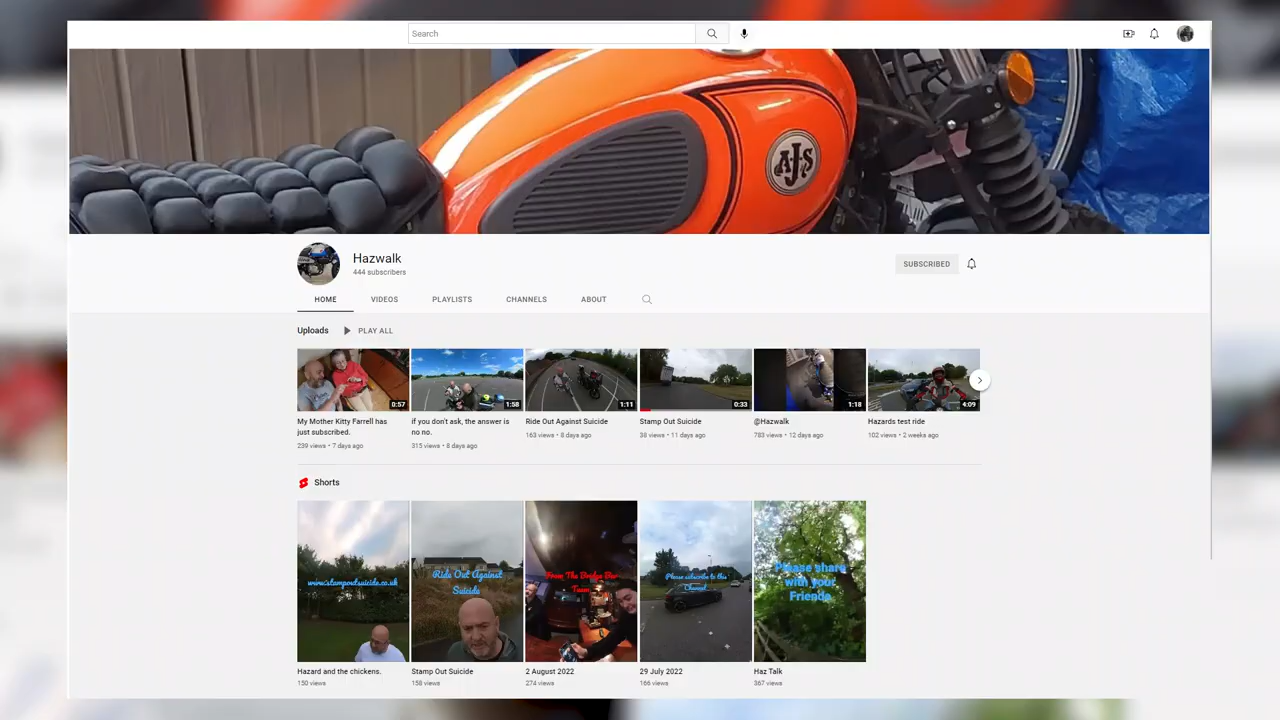 Search
AJS
Hazwalk
444 subscribers
SUBSCRIBED
HOME
VIDEOS
PLAYLISTS
CHANNELS
ABOUT
Uploads
PLAY ALL
0:57
1:58
1:11
0:33
1:18
4:09
My Mother Kitty Farrell has
just subscribed.
239 views • 7 days ago
if you don't ask, the answer is
no no.
315 views • 8 days ago
Ride Out Against Suicide
163 views • 8 days ago
Stamp Out Suicide
38 views • 11 days ago
@Hazwalk
783 views • 12 days ago
Hazards test ride
102 views • 2 weeks ago
Shorts
www.stampoutsuicide.co.uk
Ride Out Against
Suicide
From The Bridge Bar
Team
Please subscribe to this
Channel
Please share
with your
Friends
Hazard and the chickens.
150 views
Stamp Out Suicide
158 views
2 August 2022
274 views
29 July 2022
166 views
Haz Talk
367 views